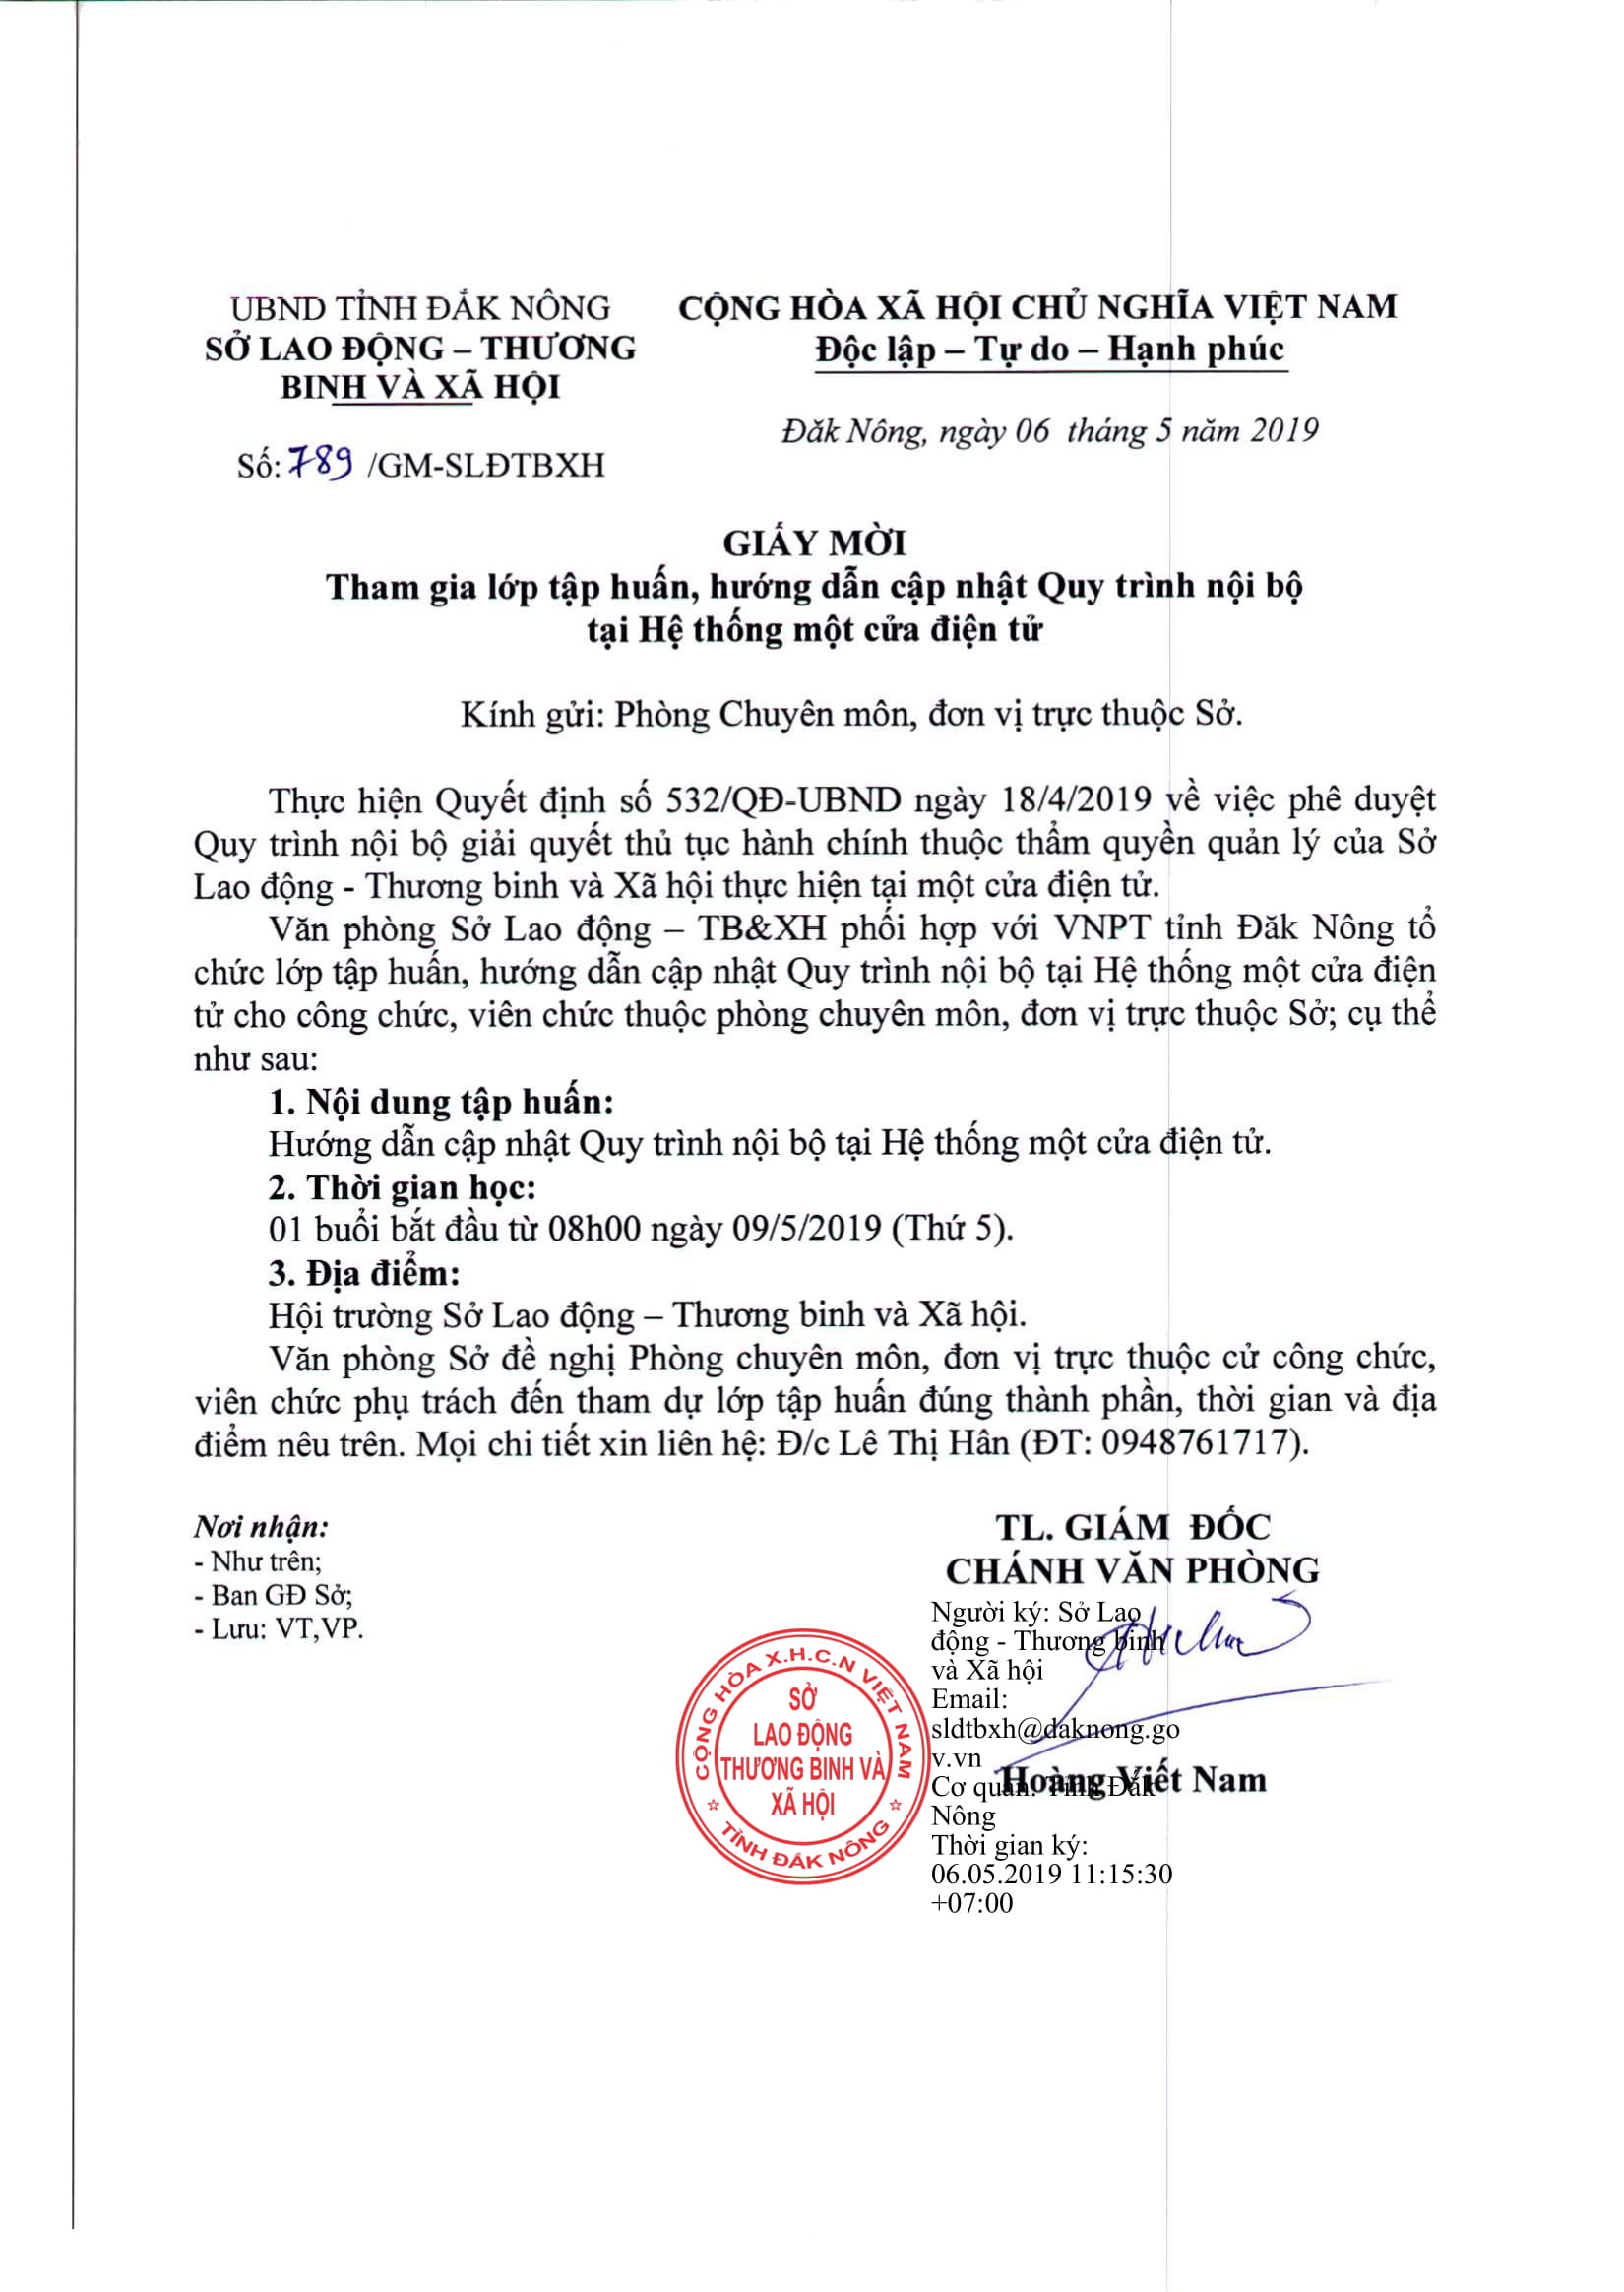 UBND TỈNH ĐẮK NÔNG
SỞ LAO ĐỘNG – THƯƠNG
BINH VÀ XÃ HỘI
Số: 789 /GM-SLĐTBXH
CỘNG HÒA XÃ HỘI CHỦ NGHĨA VIỆT NAM
Độc lập – Tự do – Hạnh phúc
Đăk Nông, ngày 06 tháng 5 năm 2019
GIẤY MỜI
Tham gia lớp tập huấn, hướng dẫn cập nhật Quy trình nội bộ
tại Hệ thống một cửa điện tử
Kính gửi: Phòng Chuyên môn, đơn vị trực thuộc Sở.
Thực hiện Quyết định số 532/QĐ-UBND ngày 18/4/2019 về việc phê duyệt
Quy trình nội bộ giải quyết thủ tục hành chính thuộc thẩm quyền quản lý của Sở
Lao động - Thương binh và Xã hội thực hiện tại một cửa điện tử.
Văn phòng Sở Lao động – TB&XH phối hợp với VNPT tỉnh Đăk Nông tổ
chức lớp tập huấn, hướng dẫn cập nhật Quy trình nội bộ tại Hệ thống một cửa điện
tử cho công chức, viên chức thuộc phòng chuyên môn, đơn vị trực thuộc Sở; cụ thể
như sau:
1. Nội dung tập huấn:
Hướng dẫn cập nhật Quy trình nội bộ tại Hệ thống một cửa điện tử.
2. Thời gian học:
01 buổi bắt đầu từ 08h00 ngày 09/5/2019 (Thứ 5).
3. Địa điểm:
Hội trường Sở Lao động – Thương binh và Xã hội.
Văn phòng Sở đề nghị Phòng chuyên môn, đơn vị trực thuộc cử công chức,
viên chức phụ trách đến tham dự lớp tập huấn đúng thành phần, thời gian và địa
điểm nêu trên. Mọi chi tiết xin liên hệ: Đ/c Lê Thị Hân (ĐT: 0948761717).
Nơi nhận:
- Như trên;
- Ban GĐ Sở;
- Lưu: VT,VP.
TL. GIÁM ĐỐC
CHÁNH VĂN PHÒNG
Người ký: Sở Lao
động - Thương binh
và Xã hội
Email:
sldtbxh@daknong.go
v.vn
Cơ quan: Tỉnh Đắk
Nông
Thời gian ký:
06.05.2019 11:15:30
+07:00
Hoàng Viết Nam
CỘNG HÒA X.H.C.N VIỆT NAM
SỞ
LAO ĐỘNG
THƯƠNG BINH VÀ
XÃ HỘI
TỈNH ĐẮK NÔNG